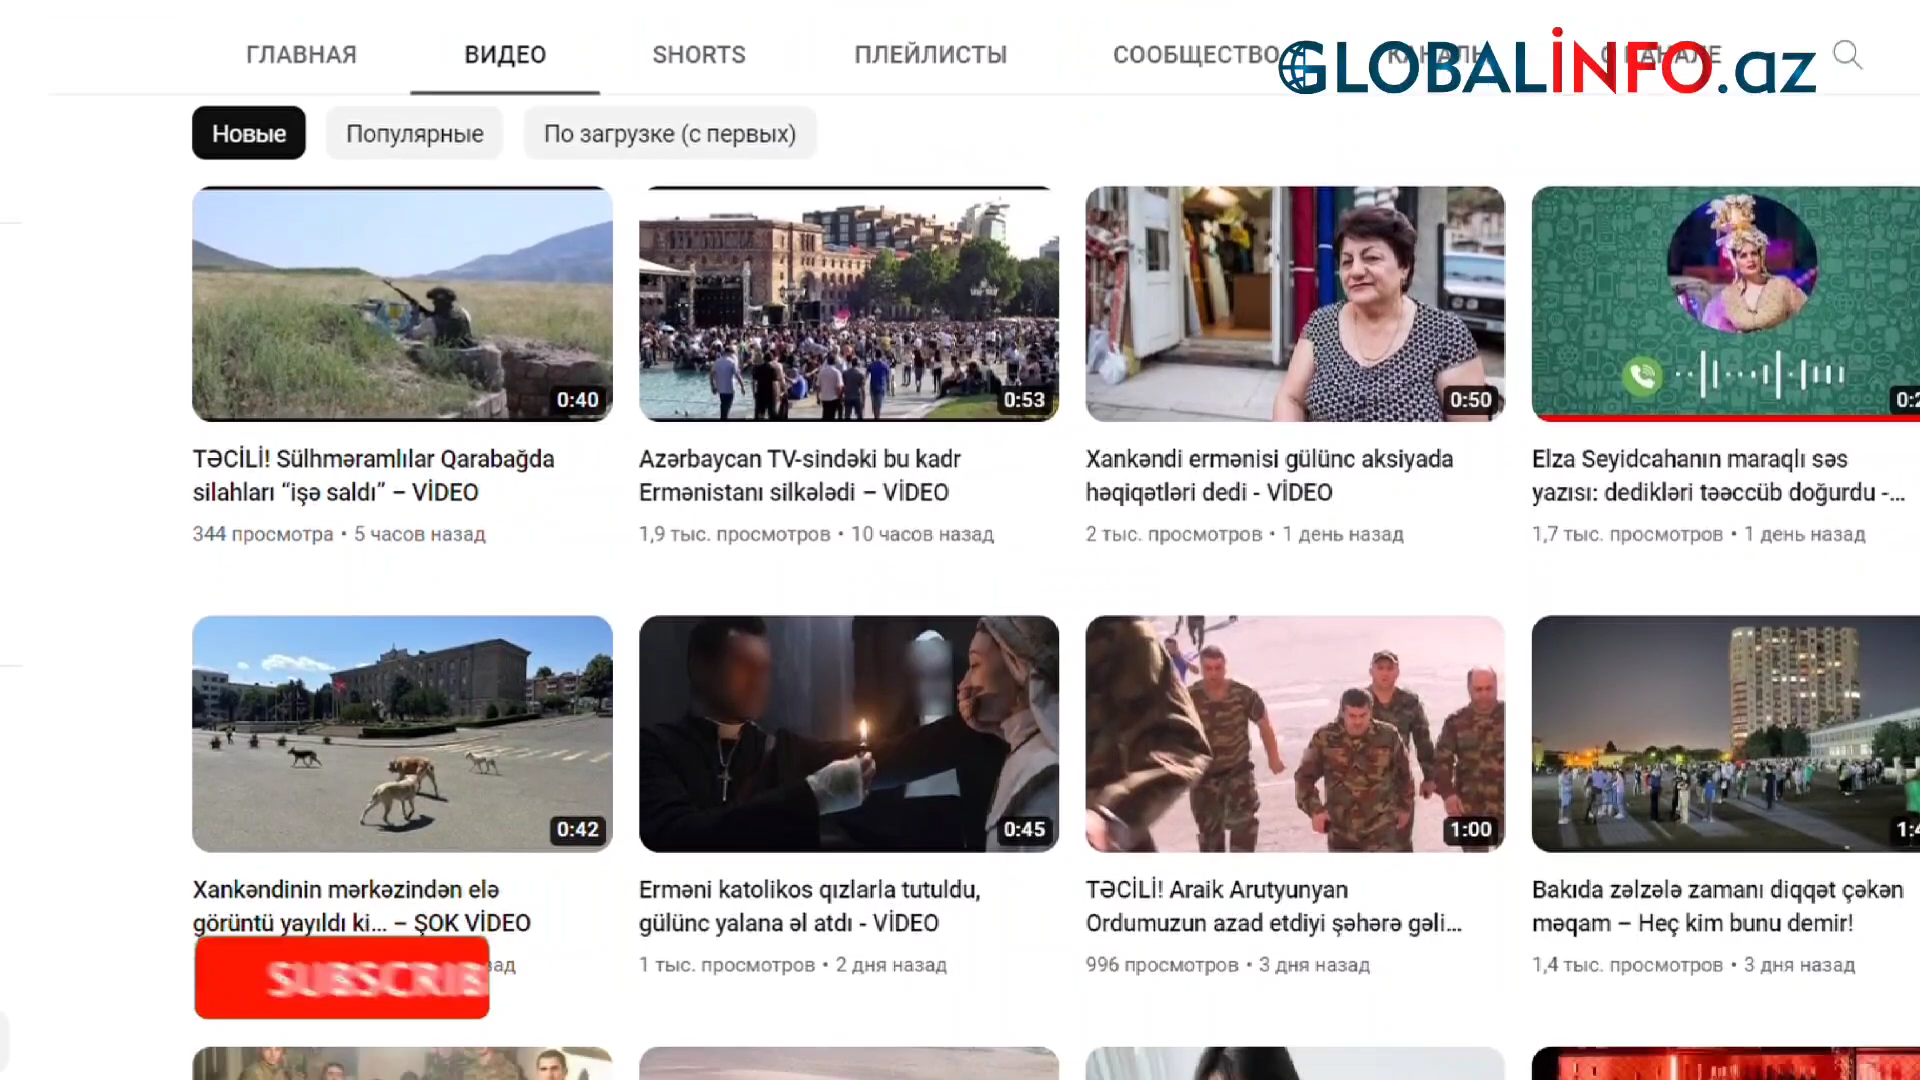 ГЛАВНАЯ ВИДЕО SHORTS ПЛЕЙЛИСТЫ СООБЩЕСТВО
GLOBALİNFO.az
Новые Популярные По загрузке (с первых)
0:40 0:53 0:50
TƏCİLİ! Sülhməramlılar Qarabağda
silahları “işə saldı” – VİDEO
344 просмотра • 5 часов назад
Azərbaycan TV-sindəki bu kadr
Ermənistanı silkələdi – VİDEO
1,9 тыс. просмотров • 10 часов назад
Xankəndi ermənisi gülünc aksiyada
həqiqətləri dedi - VİDEO
2 тыс. просмотров • 1 день назад
Elza Seyidcahanın maraqlı səs
yazısı: dedikləri təəccüb doğurdu -...
1,7 тыс. просмотров • 1 день назад
0:42 0:45 1:00
Xankəndinin mərkəzindən elə
görüntü yayıldı ki... – ŞOK VİDEO
SUBSCRIB
Erməni katolikos qızlarla tutuldu,
gülünc yalana əl atdı - VİDEO
1 тыс. просмотров • 2 дня назад
TƏCİLİ! Araik Arutyunyan
Ordumuzun azad etdiyi şəhərə gəli...
996 просмотров • 3 дня назад
Bakıda zəlzələ zamanı diqqət çəkən
məqam – Heç kim bunu demir!
1,4 тыс. просмотров • 3 дня назад